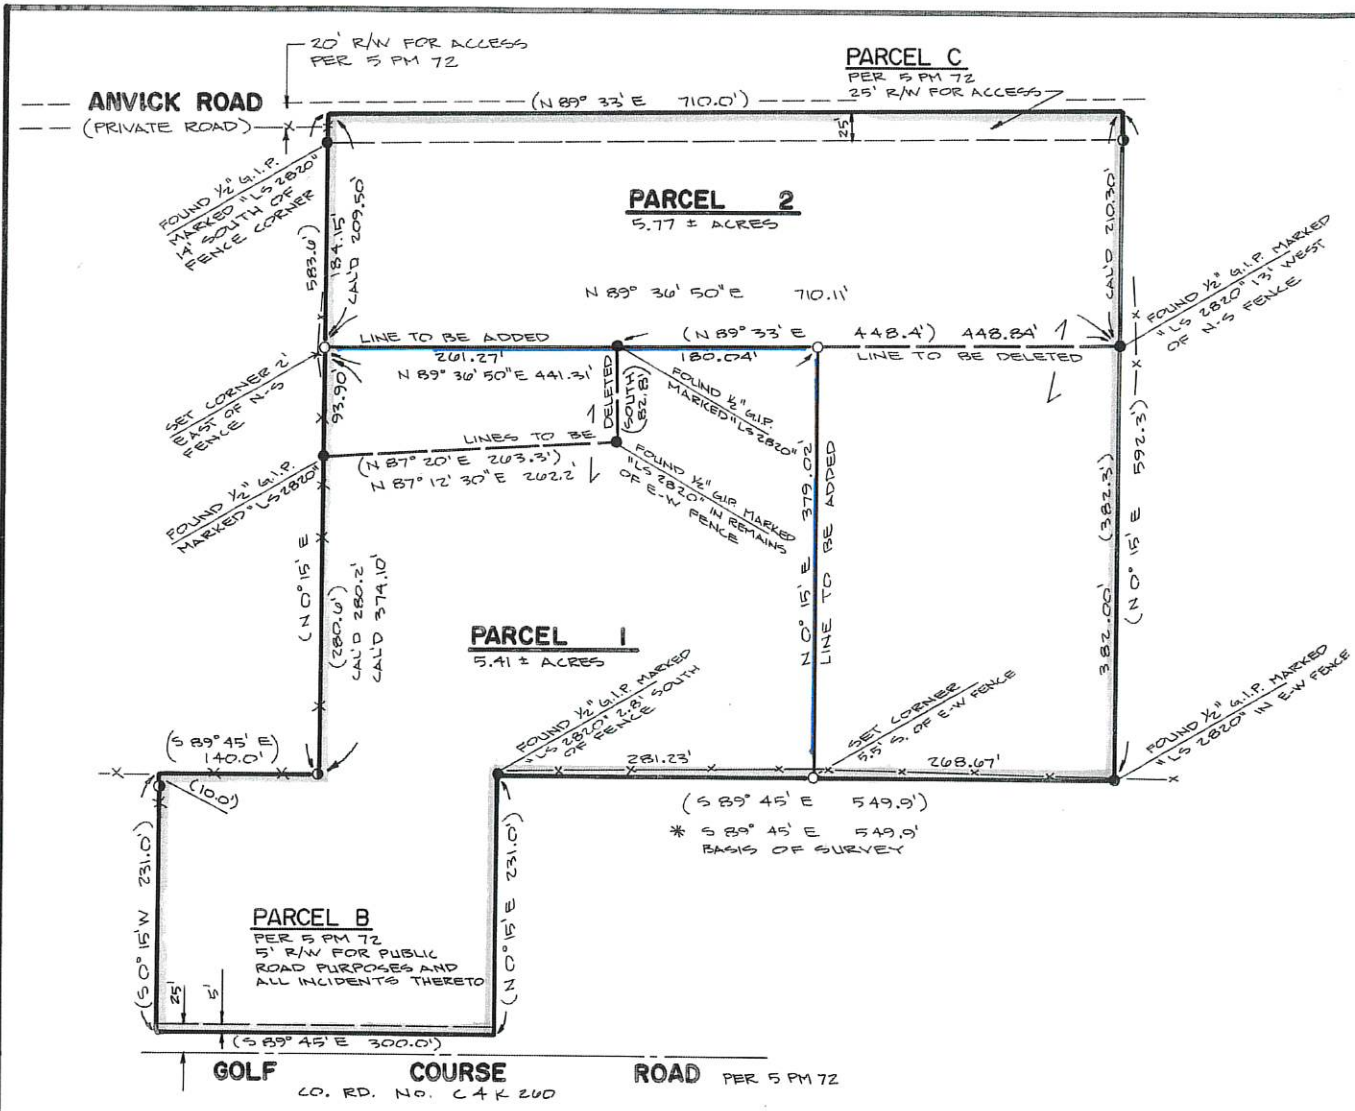 20' R/W FOR ACCESS
PER 5 PM 72
PARCEL C
PER 5 PM 72
25' R/W FOR ACCESS
ANVICK ROAD
(PRIVATE ROAD)
(N 89° 33' E 710.0')
25'
FOUND ½" G.I.P.
MARKED "LS 2820"
14' SOUTH OF
FENCE CORNER
583.6')
184.15'
CAL'D 209.50'
PARCEL 2
5.77 ± ACRES
CAL'D 210.30'
FOUND ½" G.I.P. MARKED
"LS 2820" 13' WEST
OF N-S FENCE
N 89° 36' 50" E 710.11'
LINE TO BE ADDED
(N 89° 33' E 448.4') 448.84'
261.27'
180.04'
LINE TO BE DELETED
N 89° 36' 50" E 441.31'
SET CORNER 2'
EAST OF N-S
FENCE
93.90'
DELETED
(SOUTH)
(82.8')
FOUND ½" G.I.P.
MARKED "LS 2820"
LINES TO BE
(N 87° 20' E 263.3')
N 87° 12' 30" E 262.2'
FOUND ½" G.I.P.
MARKED "LS 2820"
FOUND ½" G.I.P. MARKED
"LS 2820" IN REMAINS
OF E-W FENCE
N 0° 15' E 379.02'
LINE TO BE ADDED
(382.3')
382.00'
(N 0° 15' E 592.3')
(N 0° 15' E
(280.6')
CAL'D 280.2'
CAL'D 374.10'
PARCEL 1
5.41 ± ACRES
FOUND ½" G.I.P. MARKED
"LS 2820" 2.8' SOUTH
OF FENCE
SET CORNER
5.5' S. OF E-W FENCE
FOUND ½" G.I.P. MARKED
"LS 2820" IN E-W FENCE
(S 89° 45' E)
140.0')
(10.0')
281.23'
268.67'
(S 89° 45' E 549.9')
* S 89° 45' E 549.9'
BASIS OF SURVEY
(S 0° 15' W 231.0')
(N 0° 15' E 231.0')
PARCEL B
PER 5 PM 72
5' R/W FOR PUBLIC
ROAD PURPOSES AND
ALL INCIDENTS THERETO
25'
5'
(S 89° 45' E 300.0')
GOLF COURSE ROAD PER 5 PM 72
CO. RD. NO. C 4 K 260